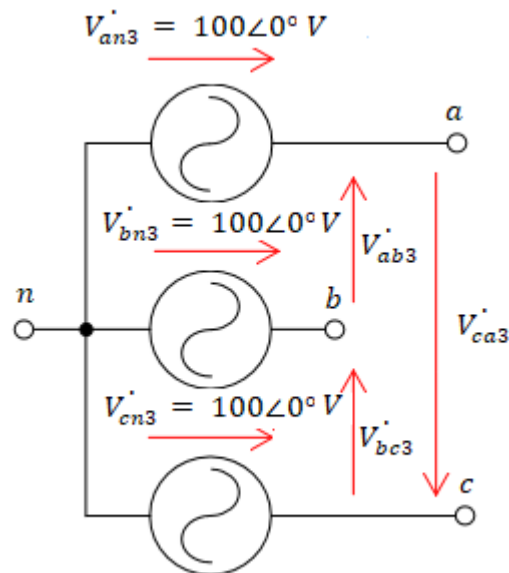 V̇an3 = 100∠0° V
a
V̇bn3 = 100∠0° V
V̇ab3
n
b
V̇ca3
V̇cn3 = 100∠0° V
V̇bc3
c